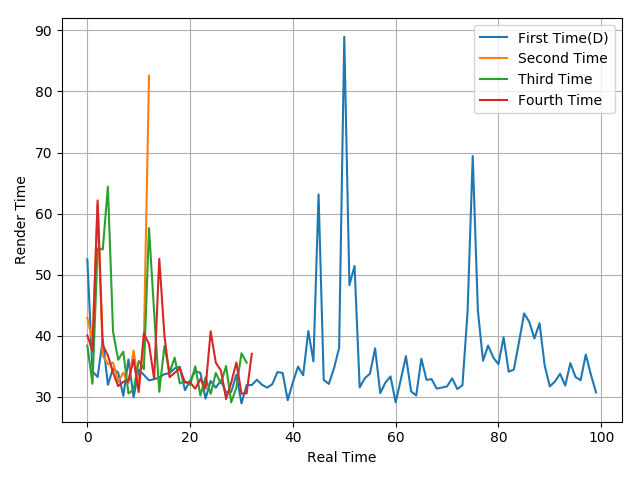 90
80
70
60
50
40
30
Render Time
0
20
40
60
80
100
Real Time
First Time(D)
Second Time
Third Time
Fourth Time